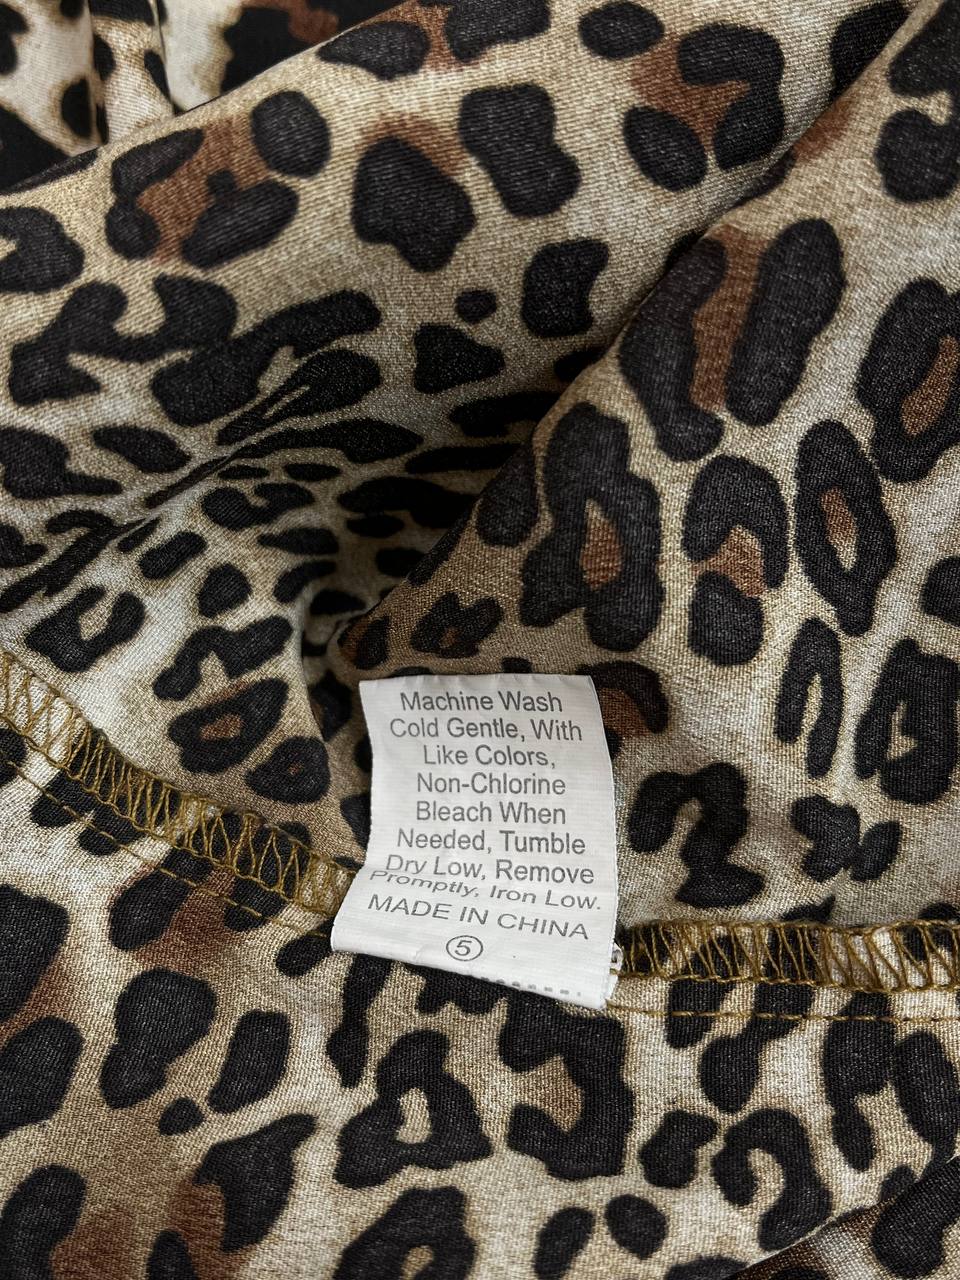 Machine Wash
Cold Gentle, With
Like Colors,
Non-Chlorine
Bleach When
Needed, Tumble
Dry Low, Remove
Promptly, Iron Low.
MADE IN CHINA
5